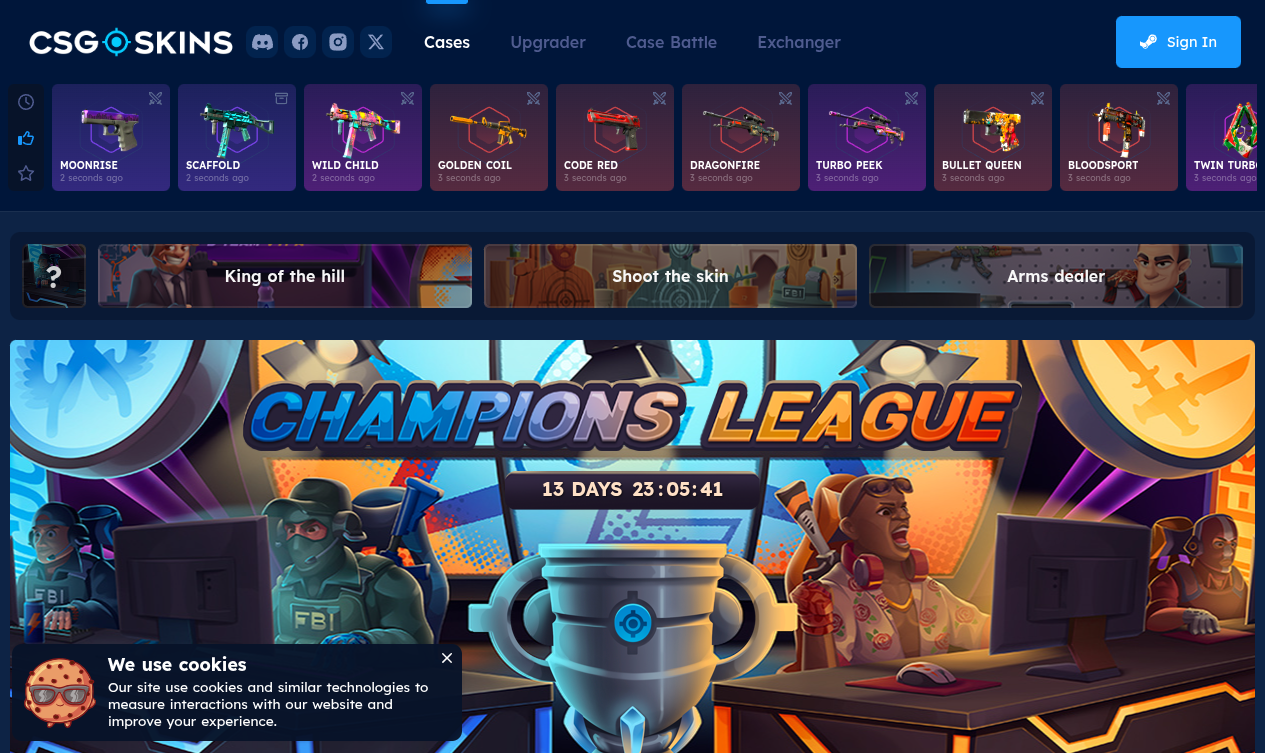 CSG SKINS
Cases
Upgrader
Case Battle
Exchanger
Sign In
MOONRISE
2 seconds ago
SCAFFOLD
2 seconds ago
WILD CHILD
2 seconds ago
GOLDEN COIL
3 seconds ago
CODE RED
3 seconds ago
DRAGONFIRE
3 seconds ago
TURBO PEEK
3 seconds ago
BULLET QUEEN
3 seconds ago
BLOODSPORT
3 seconds ago
TWIN TURBO
3 seconds ago
?
King of the hill
FBI
Shoot the skin
Arms dealer
CHAMPIONS LEAGUE
13 DAYS 23:05:41
FBI
We use cookies
Our site use cookies and similar technologies to
measure interactions with our website and
improve your experience.